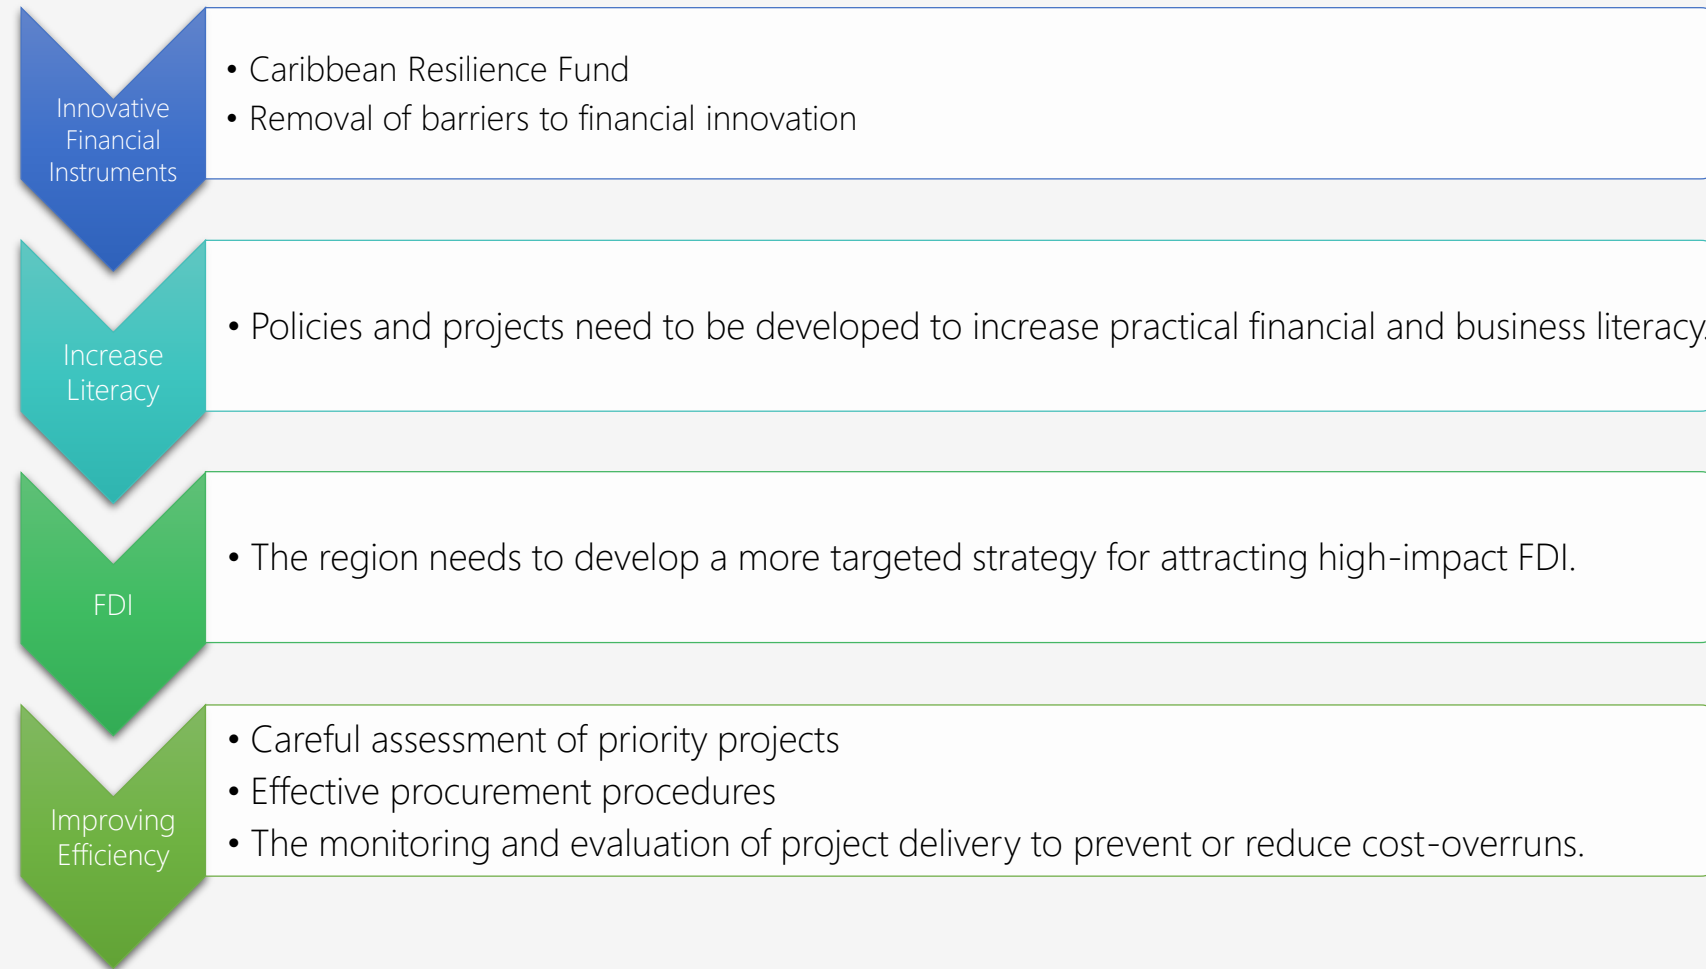 Innovative
Financial
Instruments
• Caribbean Resilience Fund
• Removal of barriers to financial innovation
Increase
Literacy
• Policies and projects need to be developed to increase practical financial and business literacy.
FDI
• The region needs to develop a more targeted strategy for attracting high-impact FDI.
Improving
Efficiency
• Careful assessment of priority projects
• Effective procurement procedures
• The monitoring and evaluation of project delivery to prevent or reduce cost-overruns.